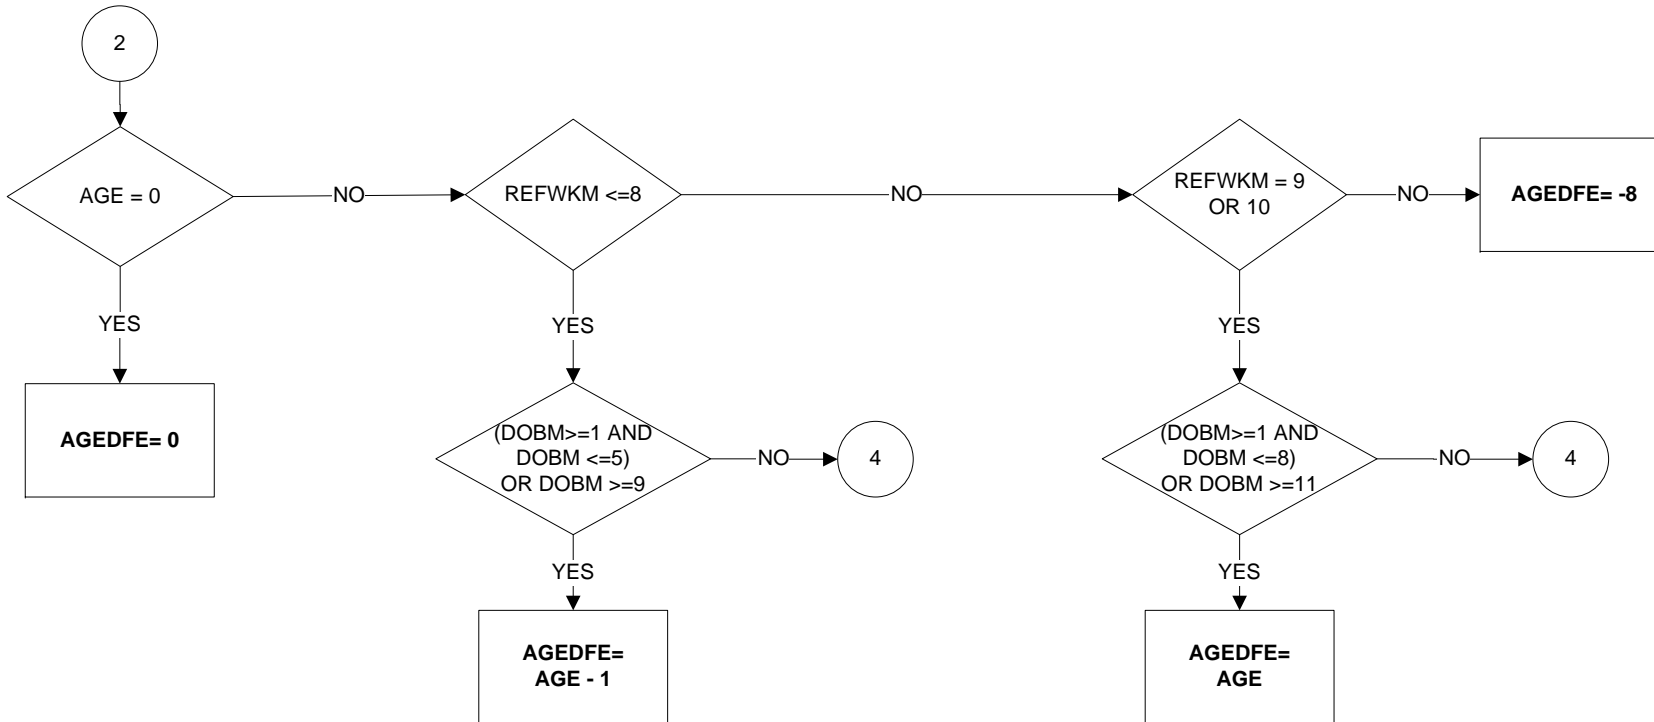 2
AGE = 0
NO
REFWKM <=8
NO
REFWKM = 9
OR 10
NO
AGEDFE= -8
YES
YES
YES
AGEDFE= 0
(DOBM>=1 AND
DOBM <=5)
OR DOBM >=9
NO
4
(DOBM>=1 AND
DOBM <=8)
OR DOBM >=11
NO
4
YES
YES
AGEDFE=
AGE - 1
AGEDFE=
AGE